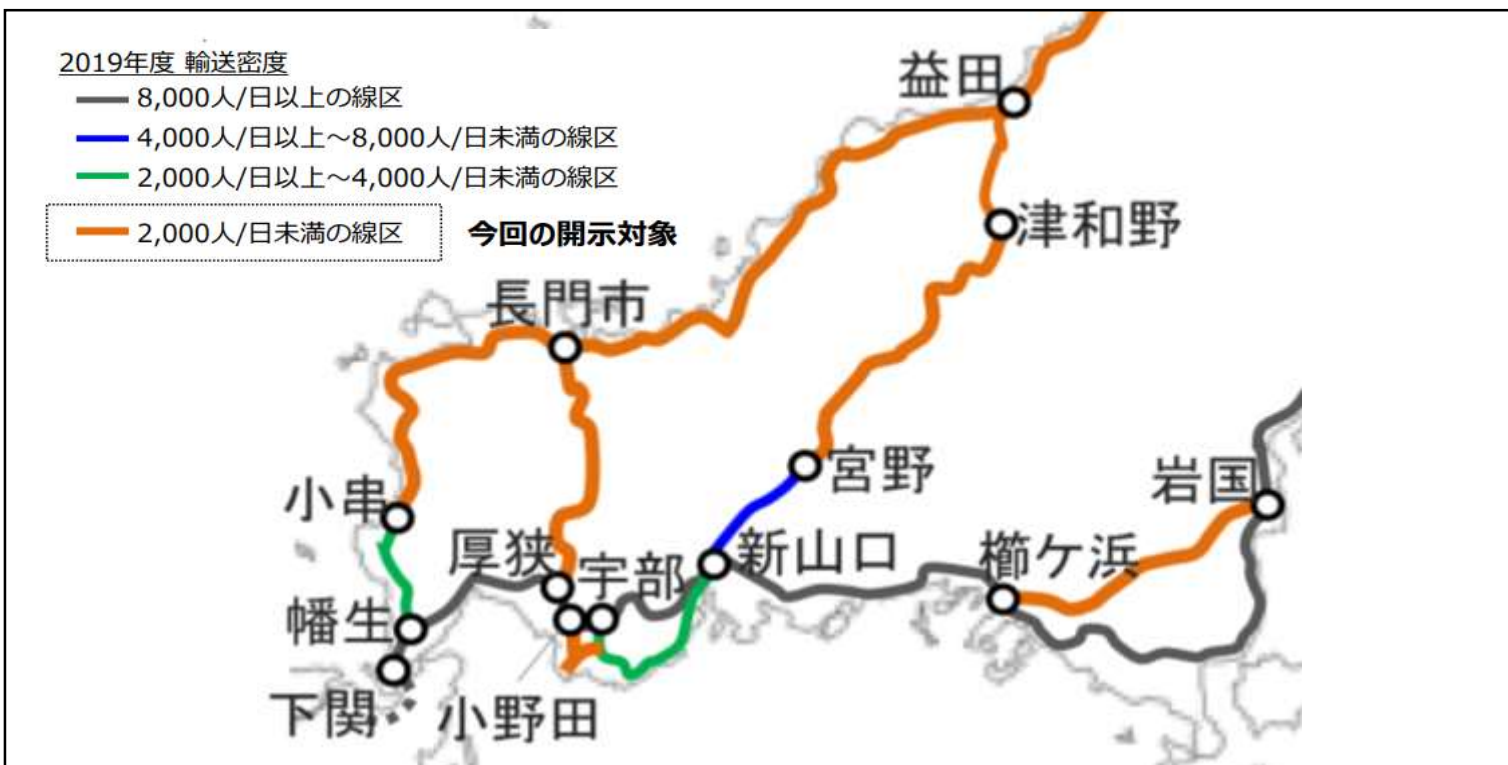 2019年度 輸送密度
8,000人/日以上の線区
4,000人/日以上～8,000人/日未満の線区
2,000人/日以上～4,000人/日未満の線区
2,000人/日未満の線区 今回の開示対象
益田
津和野
長門市
宮野
岩国
小串
厚狭
宇部
新山口
櫛ケ浜
幡生
下関
小野田